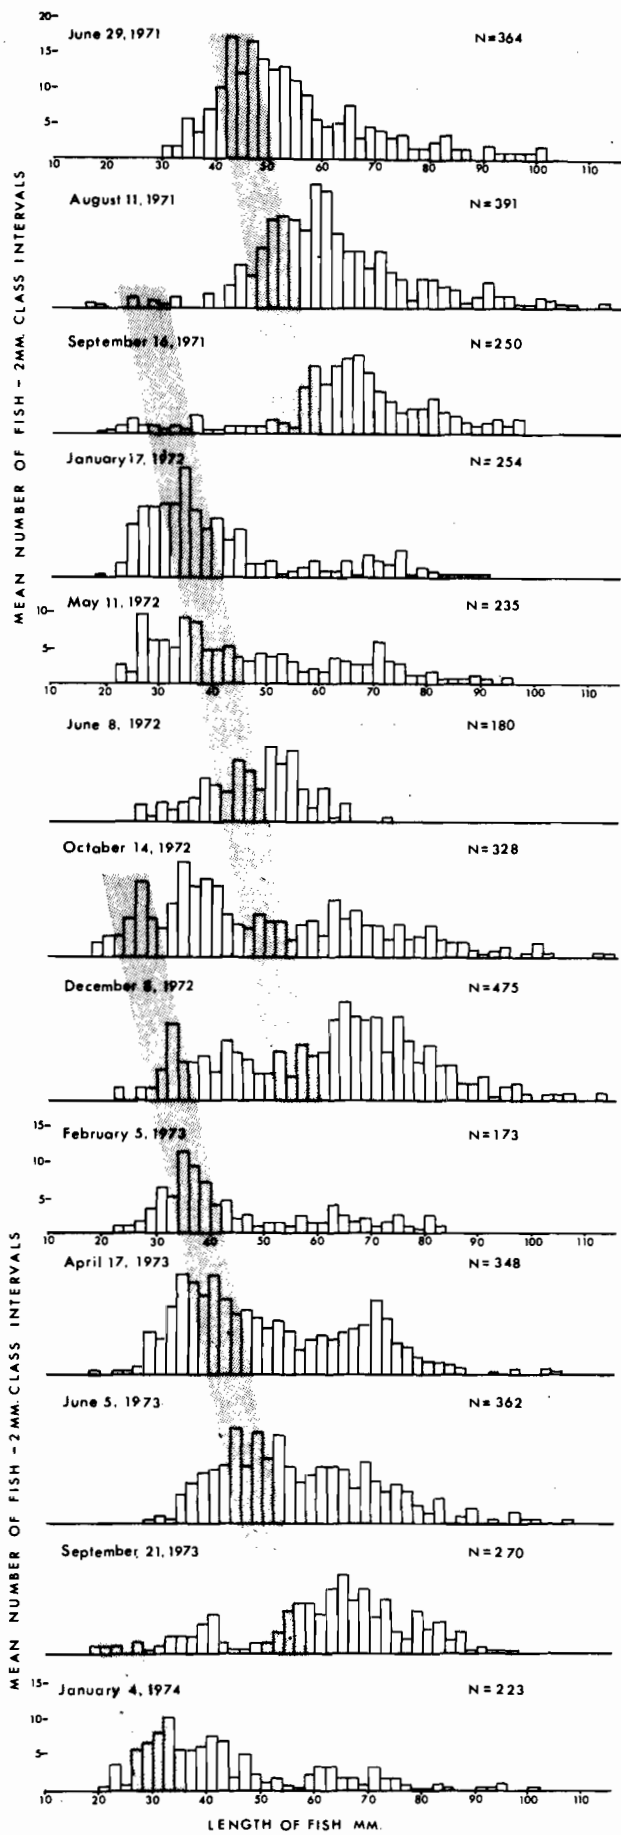 20-
June 29, 1971 N=364
15-
10-
5-
10 20 30 40 50 60 70 80 90 100 110
August 11, 1971 N=391
September 16, 1971 N=250
January 17, 1972 N=254
MEAN NUMBER OF FISH - 2MM. CLASS INTERVALS
May 11, 1972 N=235
10-
5-
10 20 30 40 50 60 70 80 90 100 110
June 8, 1972 N=180
October 14, 1972 N=328
December 8, 1972 N=475
15-
February 5, 1973 N=173
10-
5-
10 20 30 40 50 60 70 80 90 100 110
April 17, 1973 N=348
June 5, 1973 N=362
September 21, 1973 N=270
MEAN NUMBER OF FISH - 2MM. CLASS INTERVALS
15-
January 4, 1974 N=223
10-
5-
10 20 30 40 50 60 70 80 90 100 110
LENGTH OF FISH MM.